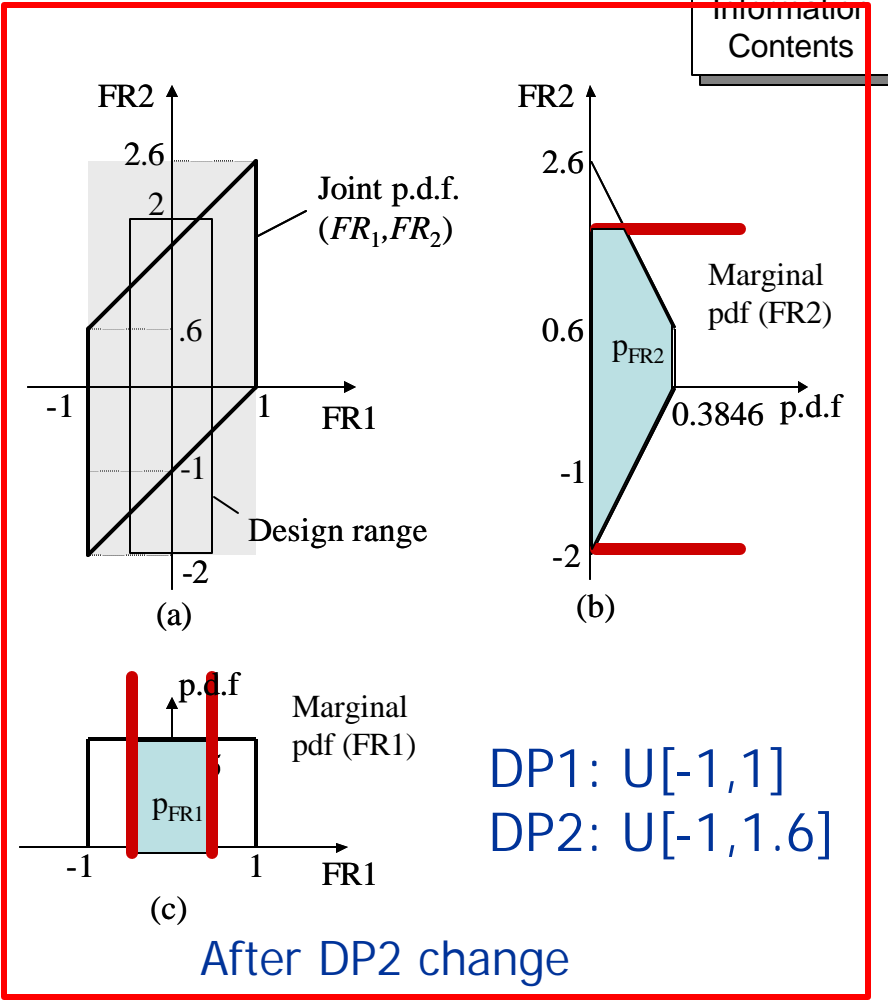 Information
Contents
FR2
2.6
2
.6
-1
1
FR1
-1
-2
Joint p.d.f.
(FR1,FR2)
Design range
(a)
FR2
2.6
0.6
-1
-2
pFR2
Marginal
pdf (FR2)
0.3846
p.d.f
(b)
p.d.f
Marginal
pdf (FR1)
pFR1
-1
1
FR1
(c)
DP1: U[-1,1]
DP2: U[-1,1.6]
After DP2 change